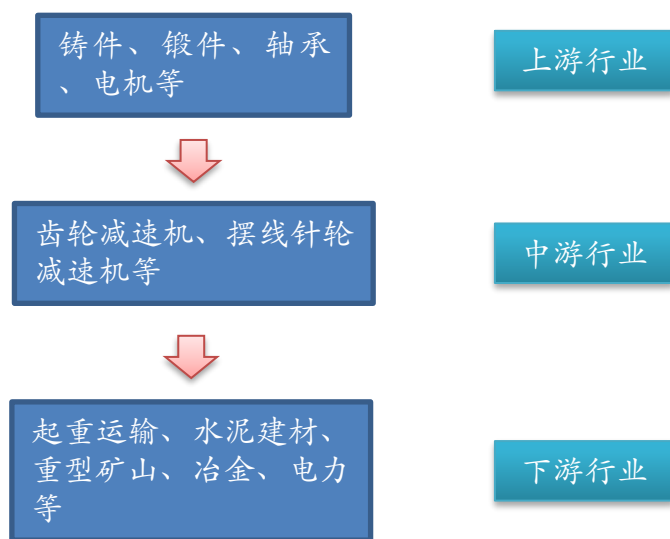 铸件、锻件、轴承
、电机等
上游行业
齿轮减速机、摆线针轮
减速机等
中游行业
起重运输、水泥建材、
重型矿山、冶金、电力
等
下游行业